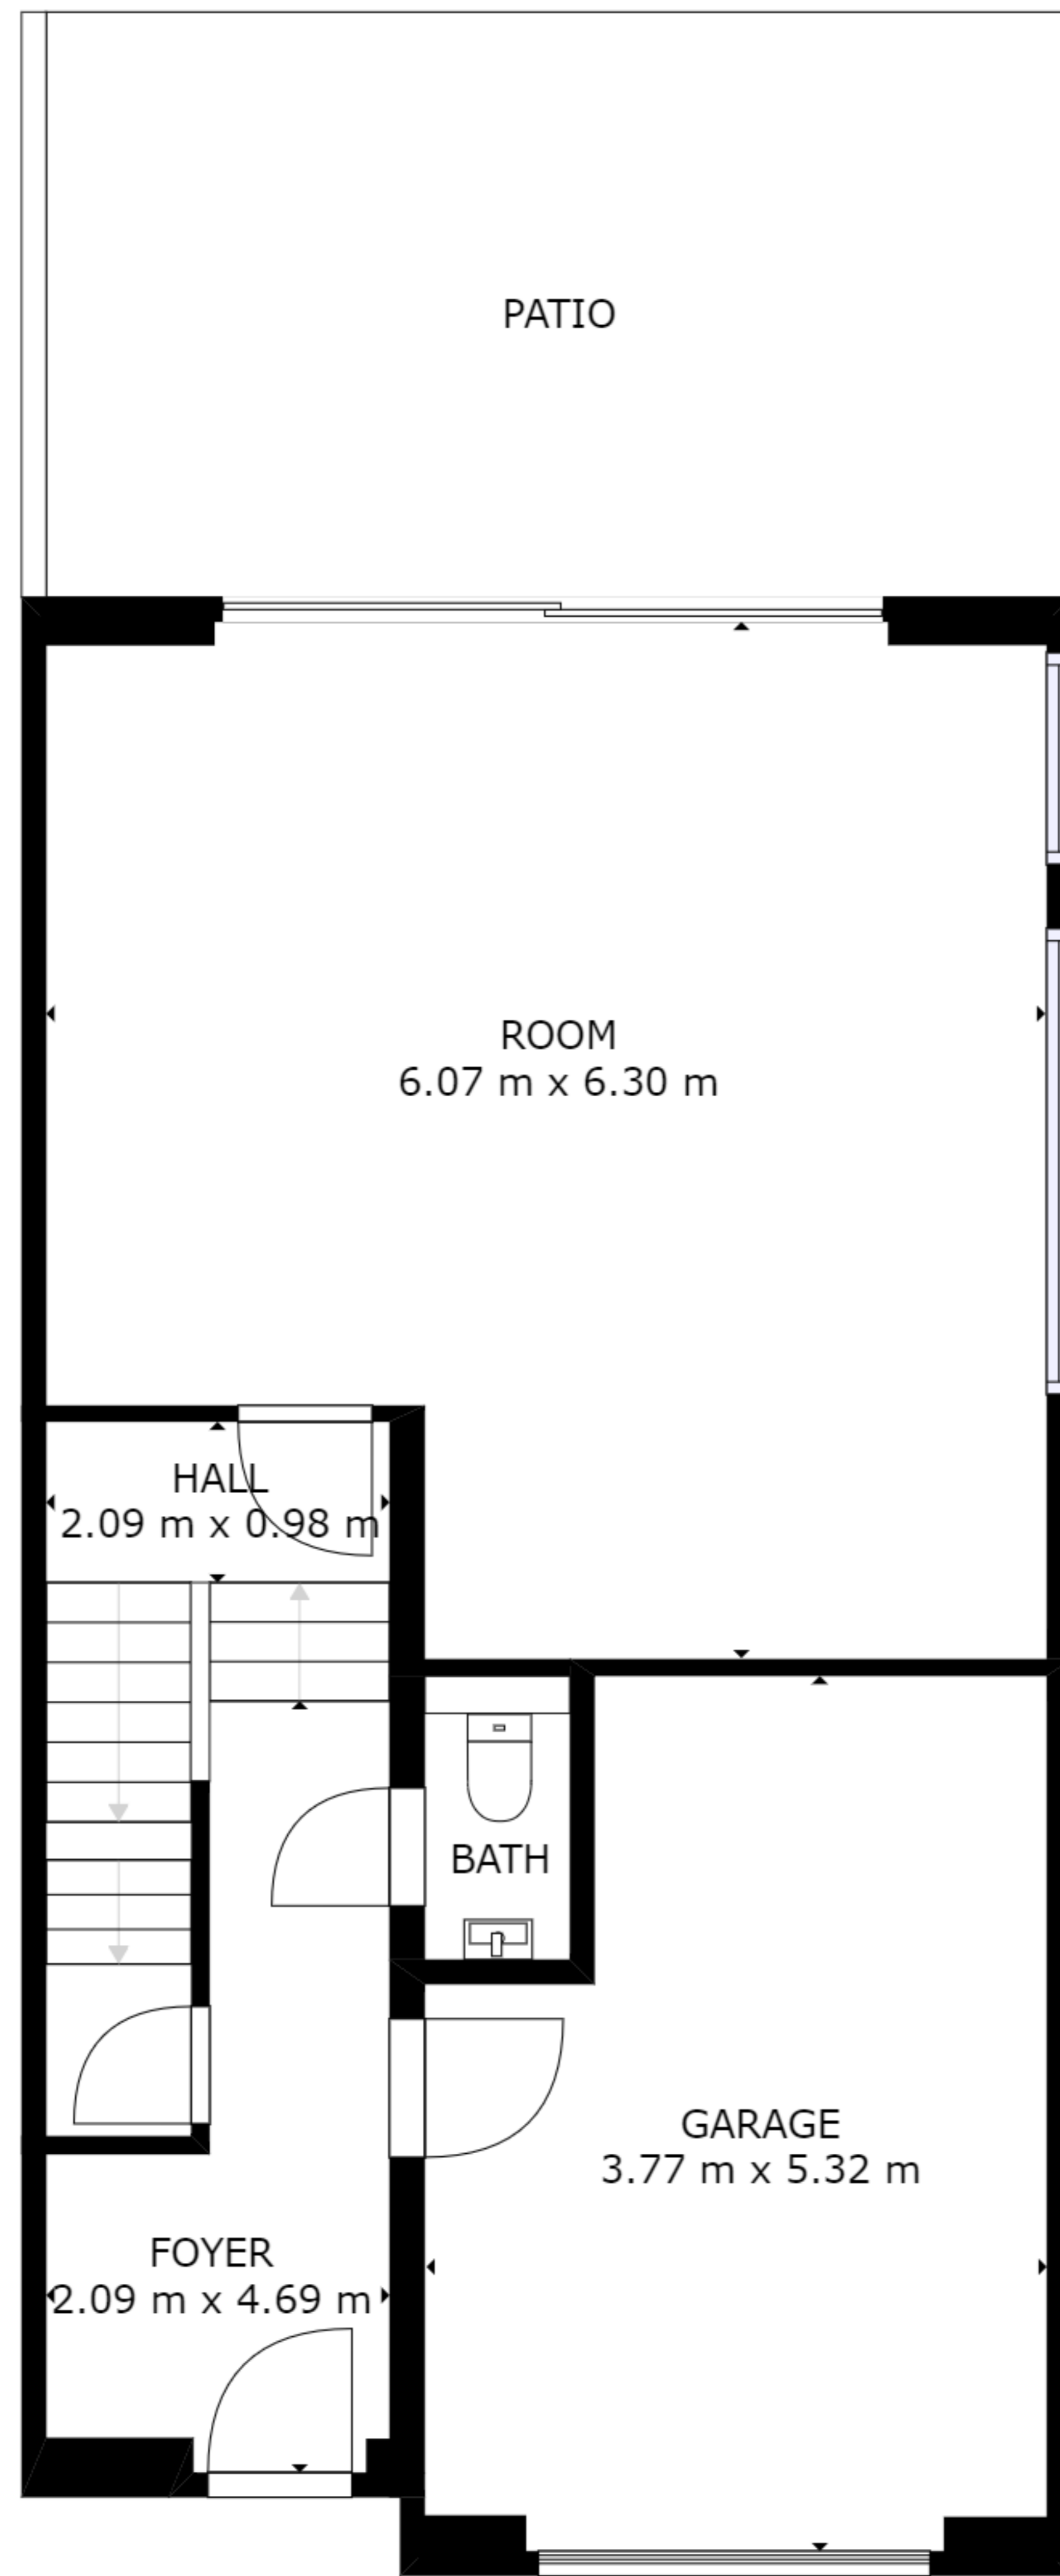 PATIO
ROOM
6.07 m x 6.30 m
HALL
2.09 m x 0.98 m
BATH
GARAGE
3.77 m x 5.32 m
FOYER
2.09 m x 4.69 m